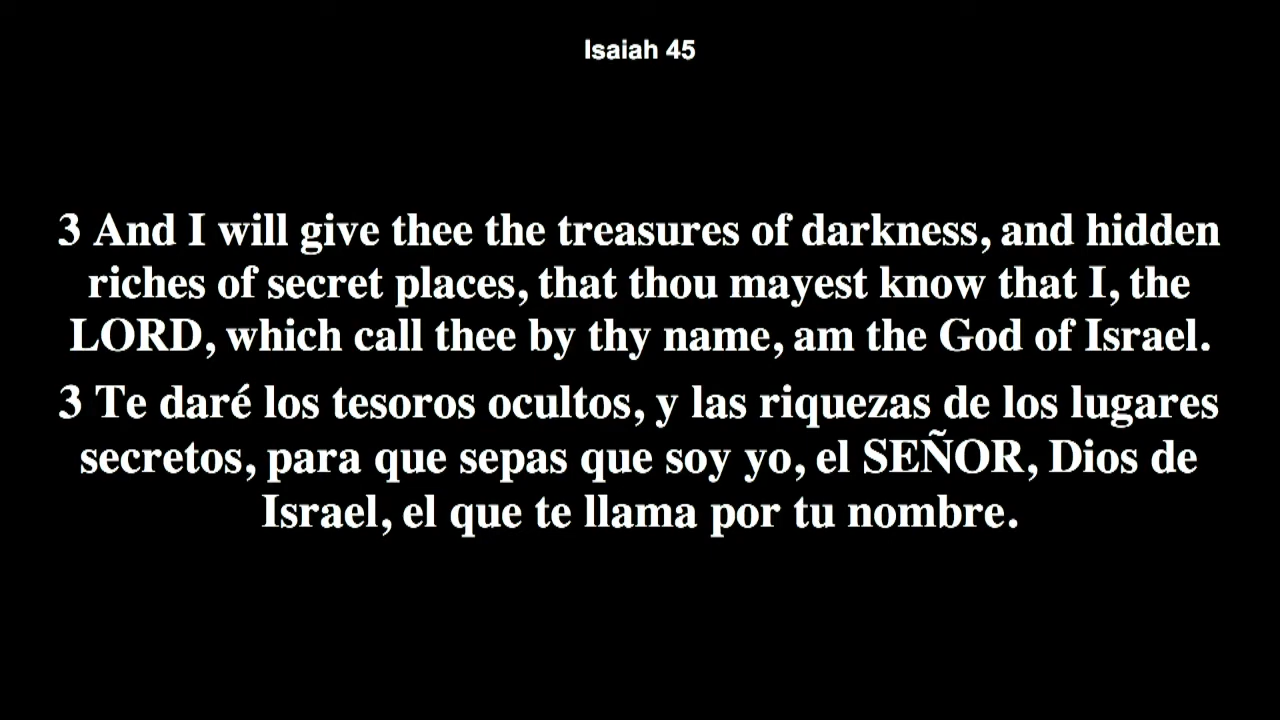 Isaiah 45
3 And I will give thee the treasures of darkness, and hidden
riches of secret places, that thou mayest know that I, the
LORD, which call thee by thy name, am the God of Israel.
3 Te daré los tesoros ocultos, y las riquezas de los lugares
secretos, para que sepas que soy yo, el SEÑOR, Dios de
Israel, el que te llama por tu nombre.